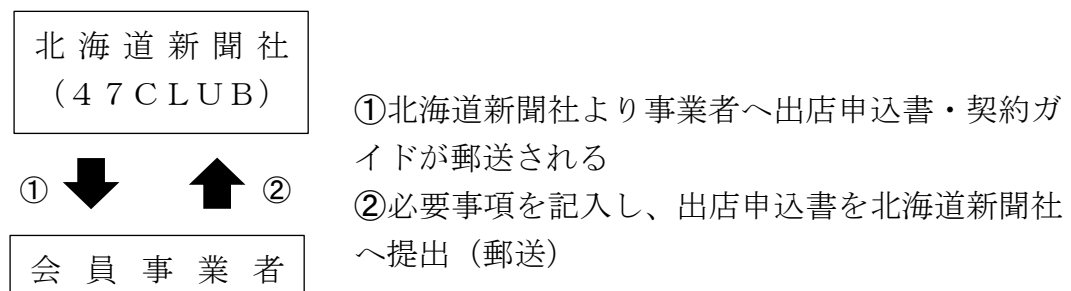 北海道新聞社
（４７ＣＬＵＢ）
①北海道新聞社より事業者へ出店申込書・契約ガ
イドが郵送される
① ②
②必要事項を記入し、出店申込書を北海道新聞社
へ提出（郵送）
会員事業者